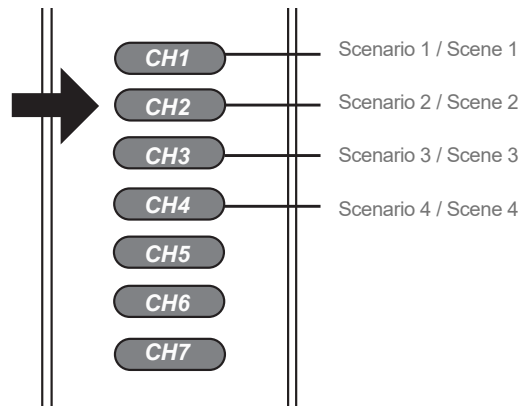 CH1 Scenario 1 / Scene 1
CH2 Scenario 2 / Scene 2
CH3 Scenario 3 / Scene 3
CH4 Scenario 4 / Scene 4
CH5
CH6
CH7